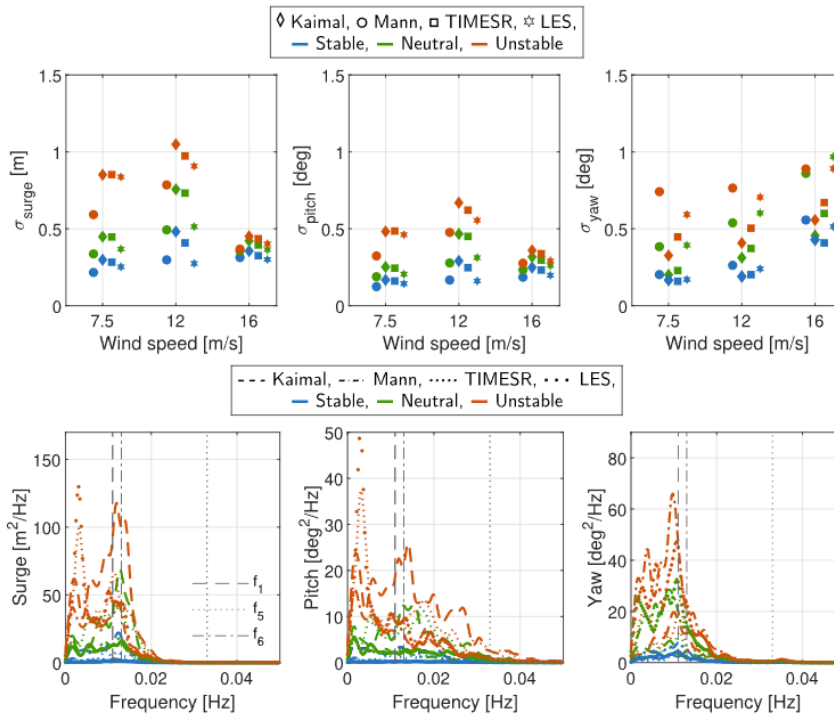 ◊ Kaimal, ○ Mann, □ TIMESR, ✡ LES,
Stable, Neutral, Unstable
1.5
1
0.5
0
σsurge [m]
7.5 12 16
Wind speed [m/s]
1.5
1
0.5
0
σpitch [deg]
7.5 12 16
Wind speed [m/s]
1.5
1
0.5
0
σyaw [deg]
7.5 12 16
Wind speed [m/s]
Kaimal, Mann, TIMESR, LES,
Stable, Neutral, Unstable
150
100
50
0
Surge [m²/Hz]
f1
f5
f6
0 0.02 0.04
Frequency [Hz]
50
40
30
20
10
0
Pitch [deg²/Hz]
0 0.02 0.04
Frequency [Hz]
80
60
40
20
0
Yaw [deg²/Hz]
0 0.02 0.04
Frequency [Hz]